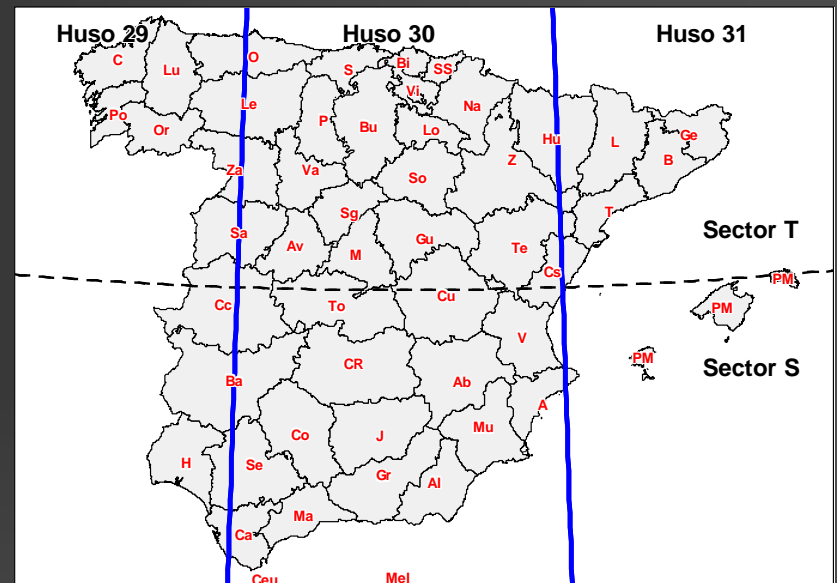 Huso 29 Huso 30 Huso 31
C Lu O S Bi SS
Le P Bu Vi Na
Po Or Lo Hu L Ge
Za Va So Z B
Sa Sg T
Av M Gu Te Cs Sector T
Cc To Cu PM PM
V
Ba CR Ab PM Sector S
A
H Se Co J Mu
Gr Al
Ca Ma
Ceu Mel